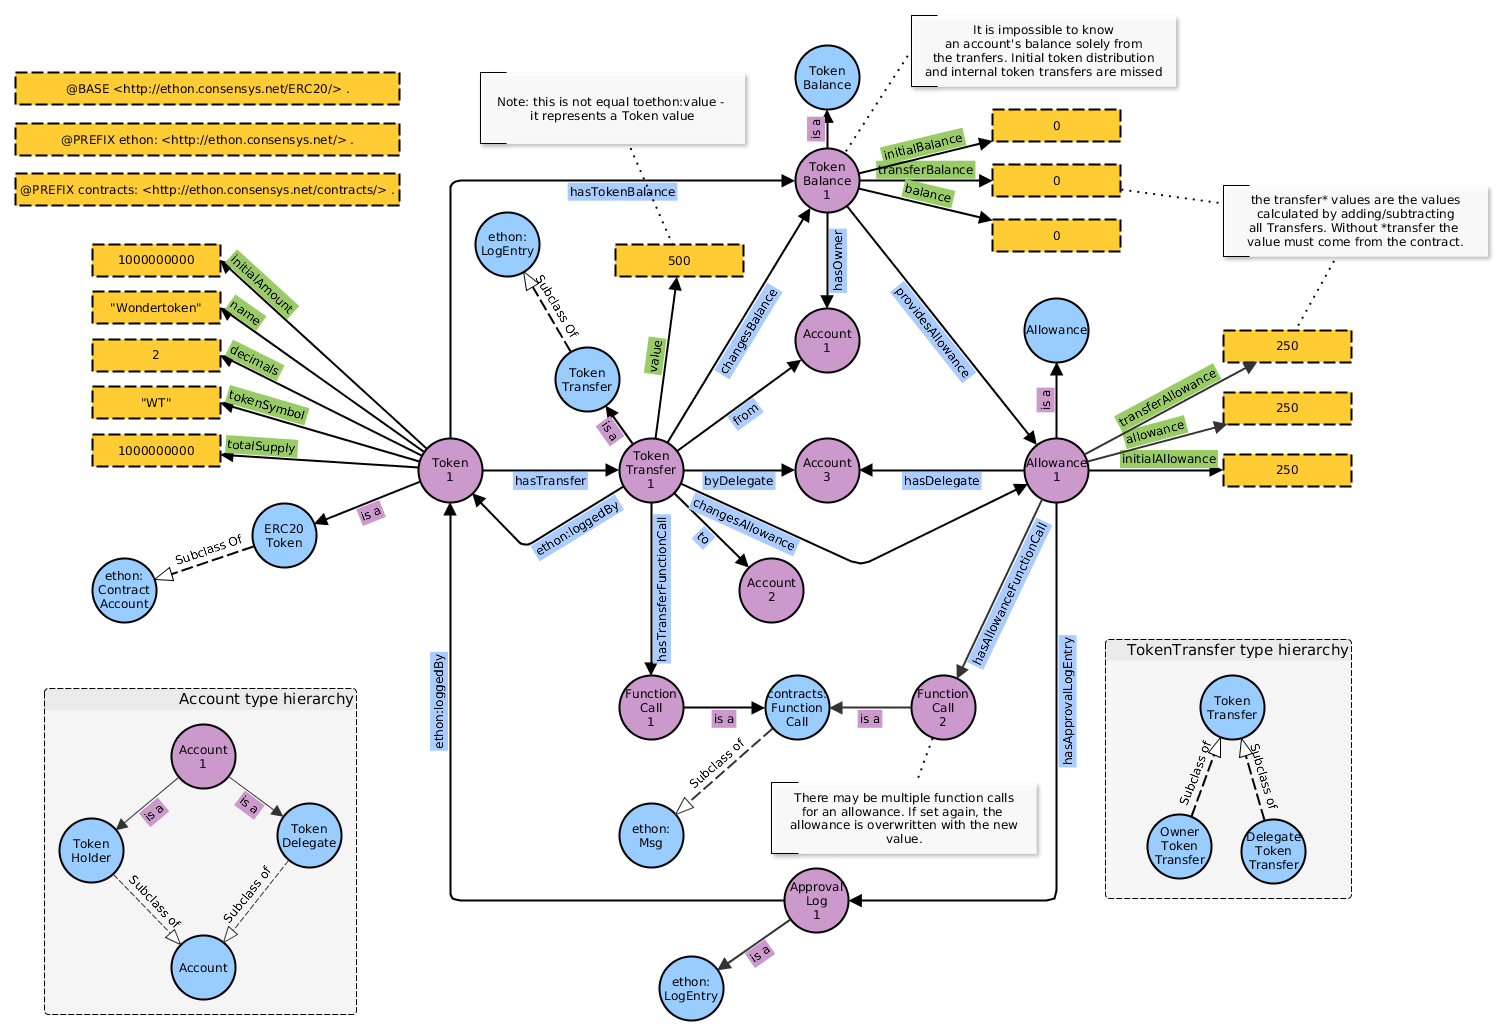 It is impossible to know
an account's balance solely from
the tranfers. Initial token distribution
and internal token transfers are missed
@BASE <http://ethon.consensys.net/ERC20/> .
@PREFIX ethon: <http://ethon.consensys.net/> .
@PREFIX contracts: <http://ethon.consensys.net/contracts/> .
Note: this is not equal toethon:value -
it represents a Token value
Token
Balance
is a
Token
Balance
1
initialBalance
0
transferBalance
0
balance
0
the transfer* values are the values
calculated by adding/subtracting
all Transfers. Without *transfer the
value must come from the contract.
hasTokenBalance
ethon:
LogEntry
Subclass Of
500
value
changesBalance
hasOwner
providesAllowance
1000000000
initialAmount
"Wondertoken"
name
2
decimals
"WT"
tokenSymbol
1000000000
totalSupply
Token
Transfer
is a
from
Account
1
Allowance
is a
250
transferAllowance
250
allowance
250
initialAllowance
Token
1
hasTransfer
Token
Transfer
1
byDelegate
Account
3
hasDelegate
Allowance
1
is a
ERC20
Token
Subclass Of
ethon:
Contract
Account
ethon:loggedBy
changesAllowance
to
Account
2
hasTransferFunctionCall
hasAllowanceFunctionCall
hasApprovalLogEntry
ethon:loggedBy
Function
Call
1
is a
contracts:
Function
Call
is a
Function
Call
2
Subclass of
ethon:
Msg
There may be multiple function calls
for an allowance. If set again, the
allowance is overwritten with the new
value.
Approval
Log
1
is a
ethon:
LogEntry
Account type hierarchy
Account
1
is a
is a
Token
Holder
Token
Delegate
Subclass of
Subclass of
Account
TokenTransfer type hierarchy
Token
Transfer
Subclass of
Subclass of
Owner
Token
Transfer
Delegate
Token
Transfer